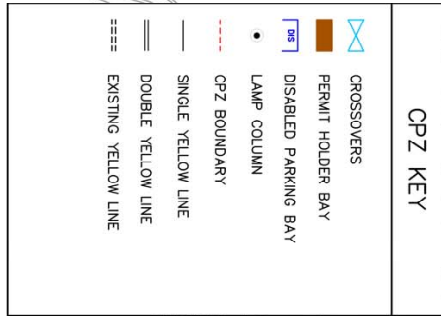 CPZ KEY
CROSSOVERS
PERMIT HOLDER BAY
DIS
DISABLED PARKING BAY
LAMP COLUMN
CPZ BOUNDARY
SINGLE YELLOW LINE
DOUBLE YELLOW LINE
EXISTING YELLOW LINE